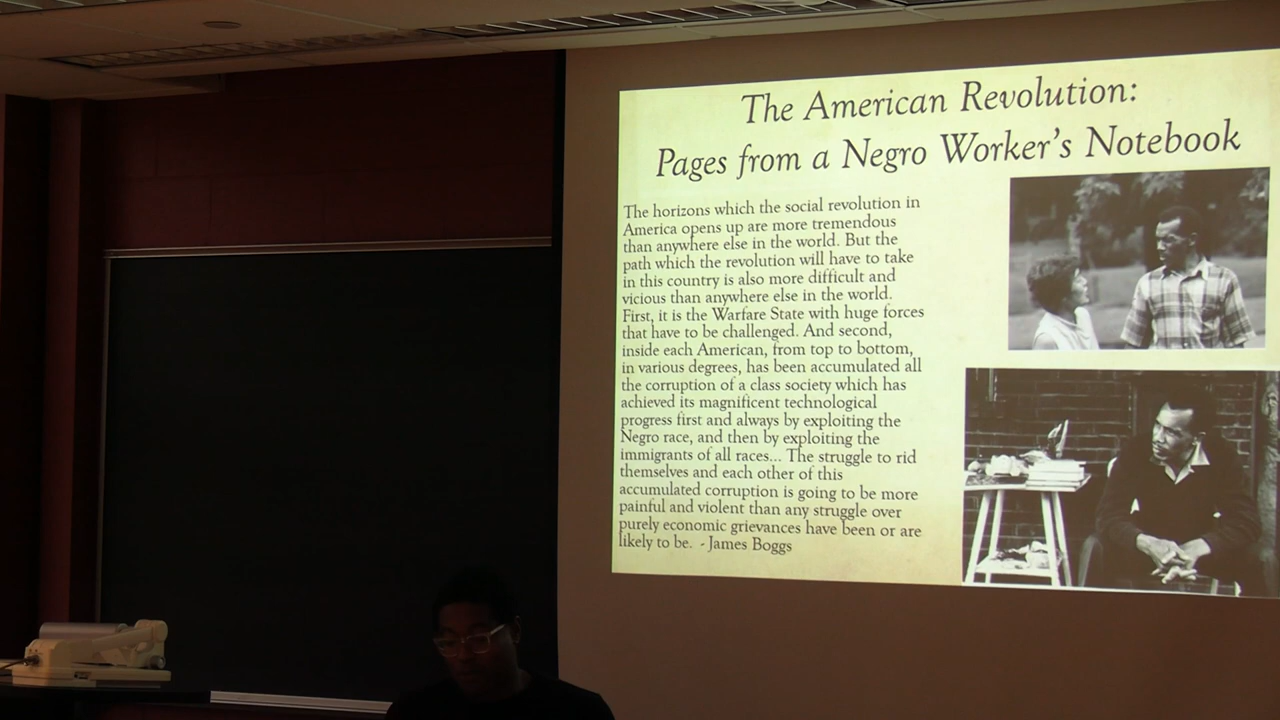 The American Revolution:
Pages from a Negro Worker's Notebook
The horizons which the social revolution in
America opens up are more tremendous
than anywhere else in the world. But the
path which the revolution will have to take
in this country is also more difficult and
vicious than anywhere else in the world.
First, it is the Warfare State with huge forces
that have to be challenged. And second,
inside each American, from top to bottom,
in various degrees, has been accumulated all
the corruption of a class society which has
achieved its magnificent technological
progress first and always by exploiting the
Negro race, and then by exploiting the
immigrants of all races... The struggle to rid
themselves and each other of this
accumulated corruption is going to be more
painful and violent than any struggle over
purely economic grievances have been or are
likely to be. - James Boggs